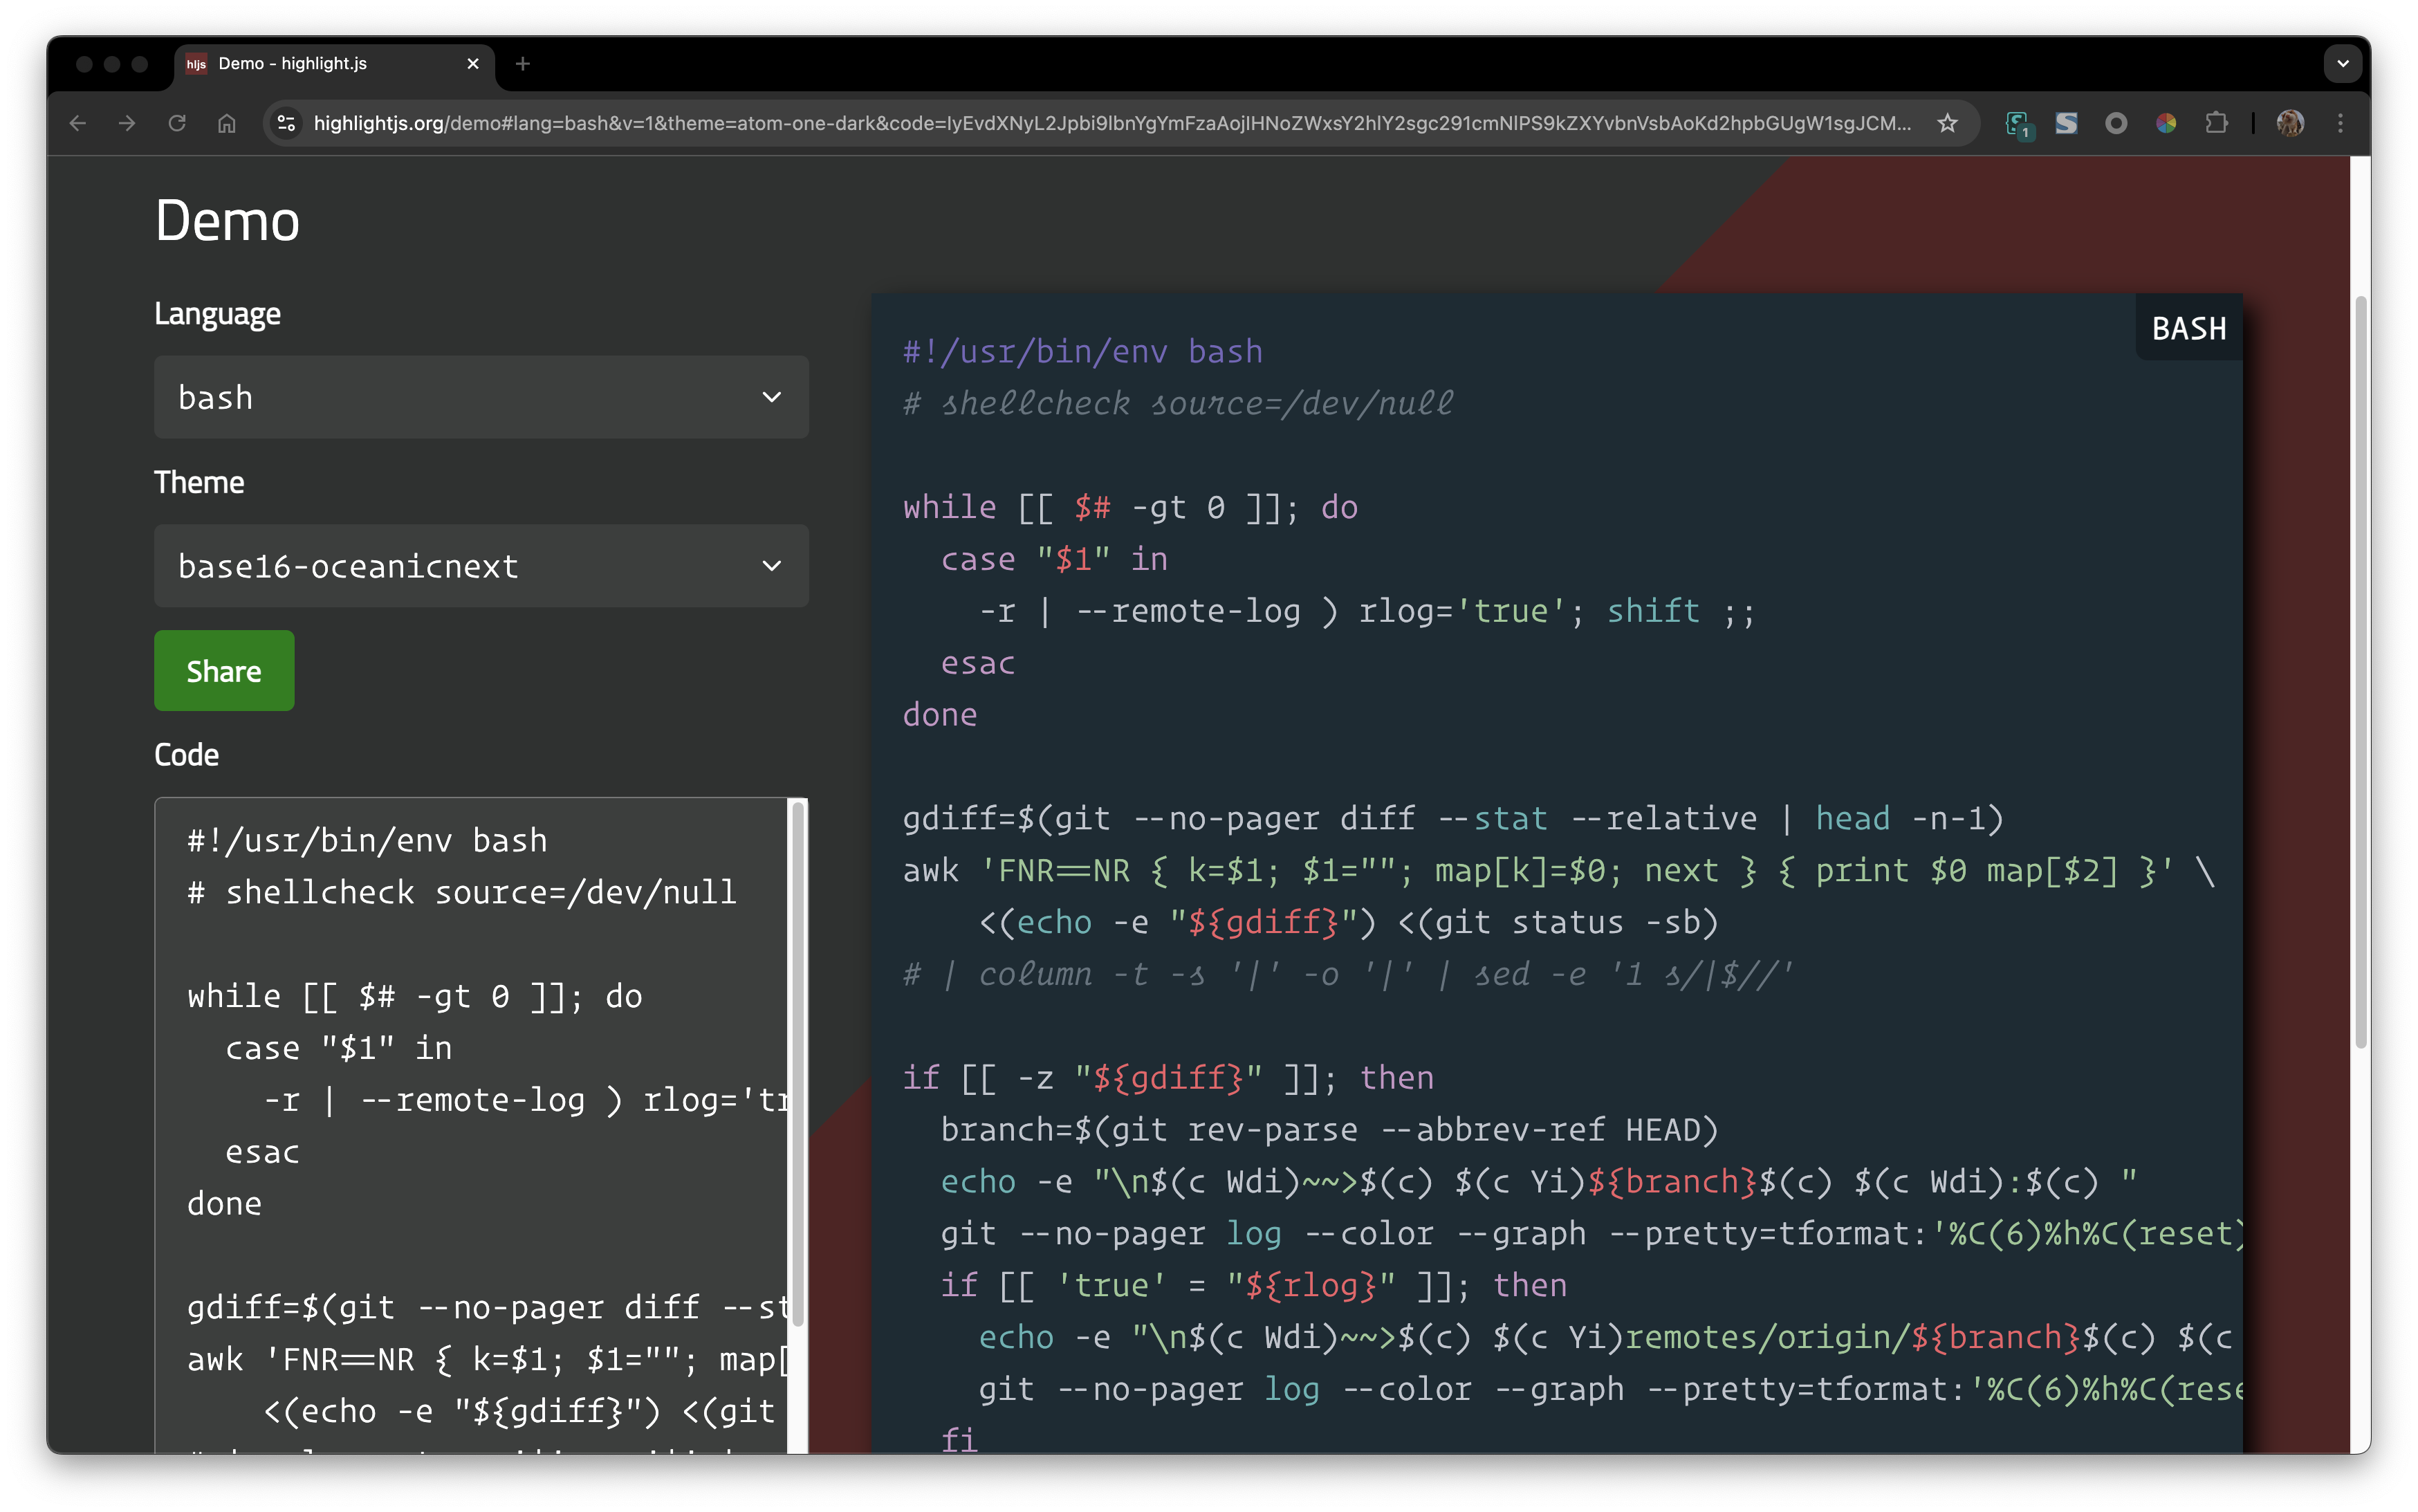 hljs Demo - highlight.js
highlightjs.org/demo#lang=bash&v=1&theme=atom-one-dark&code=IyEvdXNyL2Jpbi9lbnYgYmFzaAojIHNoZWxsY2hlY2sgc291cmNlPS9kZXYvbnVsbAoKd2hpbGUgW1sgJCM...
1
Demo
Language
bash
Theme
base16-oceanicnext
Share
Code
#!/usr/bin/env bash
# shellcheck source=/dev/null
while [[ $# -gt 0 ]]; do
  case "$1" in
    -r | --remote-log ) rlog='tr
  esac
done
gdiff=$(git --no-pager diff --st
awk 'FNR==NR { k=$1; $1=""; map[
    <(echo -e "${gdiff}") <(git
BASH
#!/usr/bin/env bash
# shellcheck source=/dev/null
while [[ $# -gt 0 ]]; do
  case "$1" in
    -r | --remote-log ) rlog='true'; shift ;;
  esac
done
gdiff=$(git --no-pager diff --stat --relative | head -n-1)
awk 'FNR==NR { k=$1; $1=""; map[k]=$0; next } { print $0 map[$2] }' \
    <(echo -e "${gdiff}") <(git status -sb)
# | column -t -s '|' -o '|' | sed -e '1 s/|$//'
if [[ -z "${gdiff}" ]]; then
  branch=$(git rev-parse --abbrev-ref HEAD)
  echo -e "\n$(c Wdi)~~>$(c) $(c Yi)${branch}$(c) $(c Wdi):$(c) "
  git --no-pager log --color --graph --pretty=tformat:'%C(6)%h%C(reset)
  if [[ 'true' = "${rlog}" ]]; then
    echo -e "\n$(c Wdi)~~>$(c) $(c Yi)remotes/origin/${branch}$(c) $(c
    git --no-pager log --color --graph --pretty=tformat:'%C(6)%h%C(rese
  fi